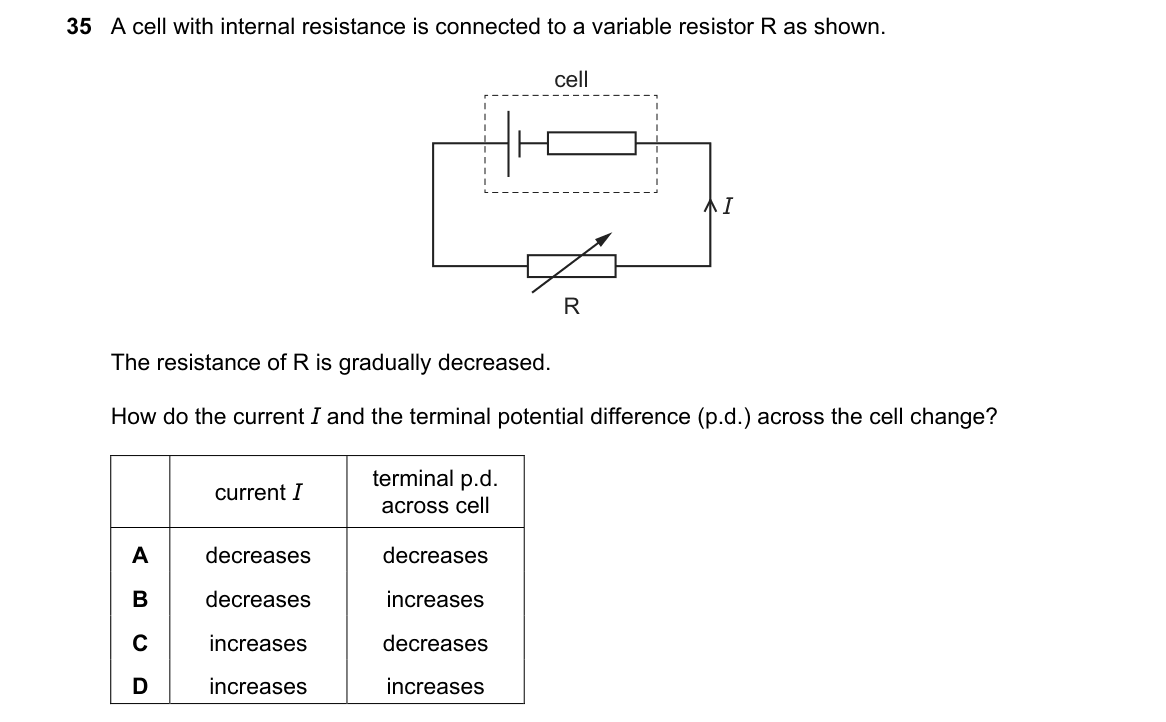 35 A cell with internal resistance is connected to a variable resistor R as shown.
cell
I
R
The resistance of R is gradually decreased.
How do the current I and the terminal potential difference (p.d.) across the cell change?
current I
terminal p.d.
across cell
A decreases decreases
B decreases increases
C increases decreases
D increases increases